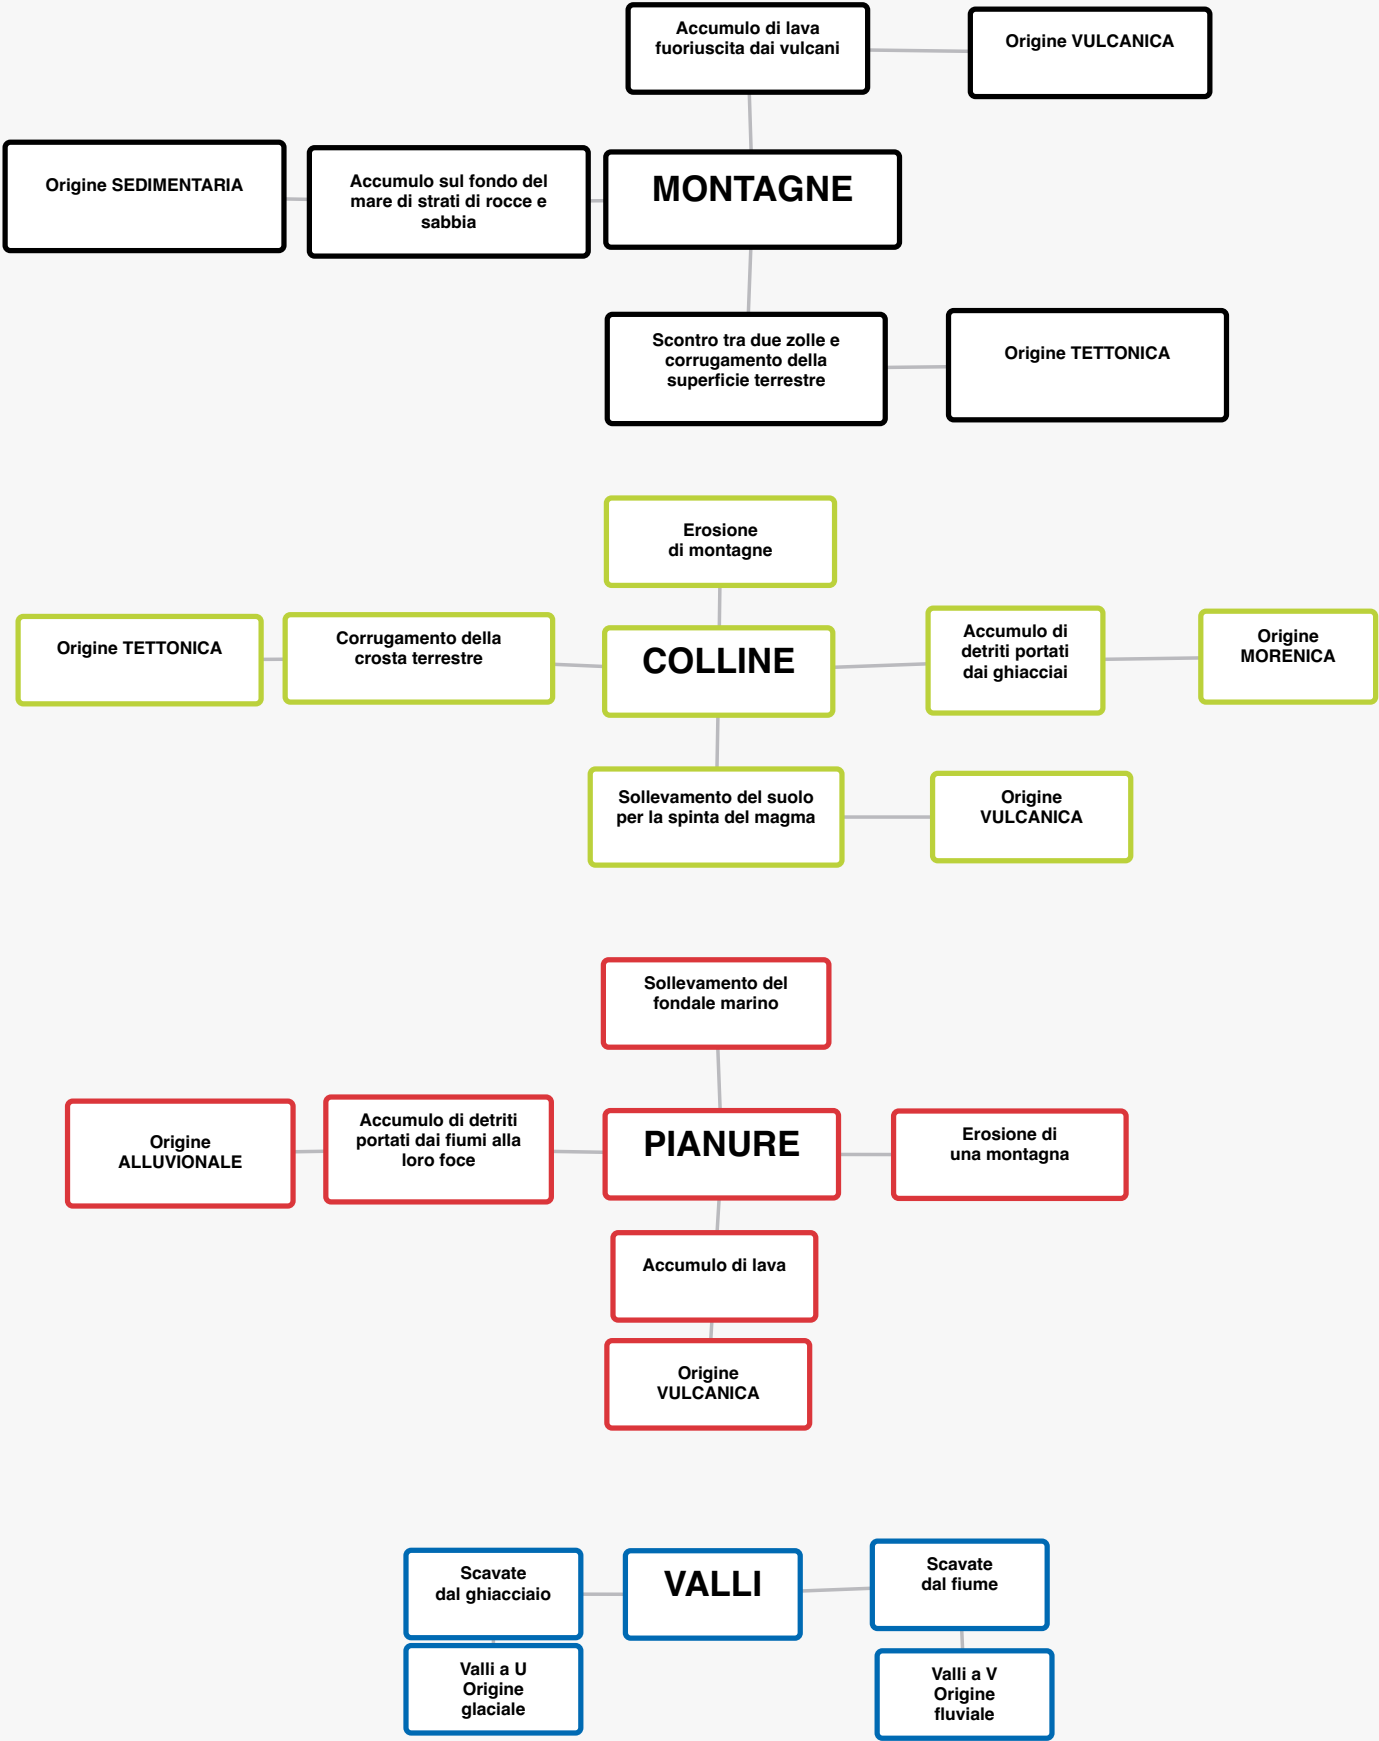 Accumulo di lava
fuoriuscita dai vulcani
Origine VULCANICA
Origine SEDIMENTARIA
Accumulo sul fondo del
mare di strati di rocce e
sabbia
MONTAGNE
Scontro tra due zolle e
corrugamento della
superficie terrestre
Origine TETTONICA
Erosione
di montagne
Origine TETTONICA
Corrugamento della
crosta terrestre
COLLINE
Accumulo di
detriti portati
dai ghiacciai
Origine
MORENICA
Sollevamento del suolo
per la spinta del magma
Origine
VULCANICA
Sollevamento del
fondale marino
Origine
ALLUVIONALE
Accumulo di detriti
portati dai fiumi alla
loro foce
PIANURE
Erosione di
una montagna
Accumulo di lava
Origine
VULCANICA
Scavate
dal ghiacciaio
VALLI
Scavate
dal fiume
Valli a U
Origine
glaciale
Valli a V
Origine
fluviale